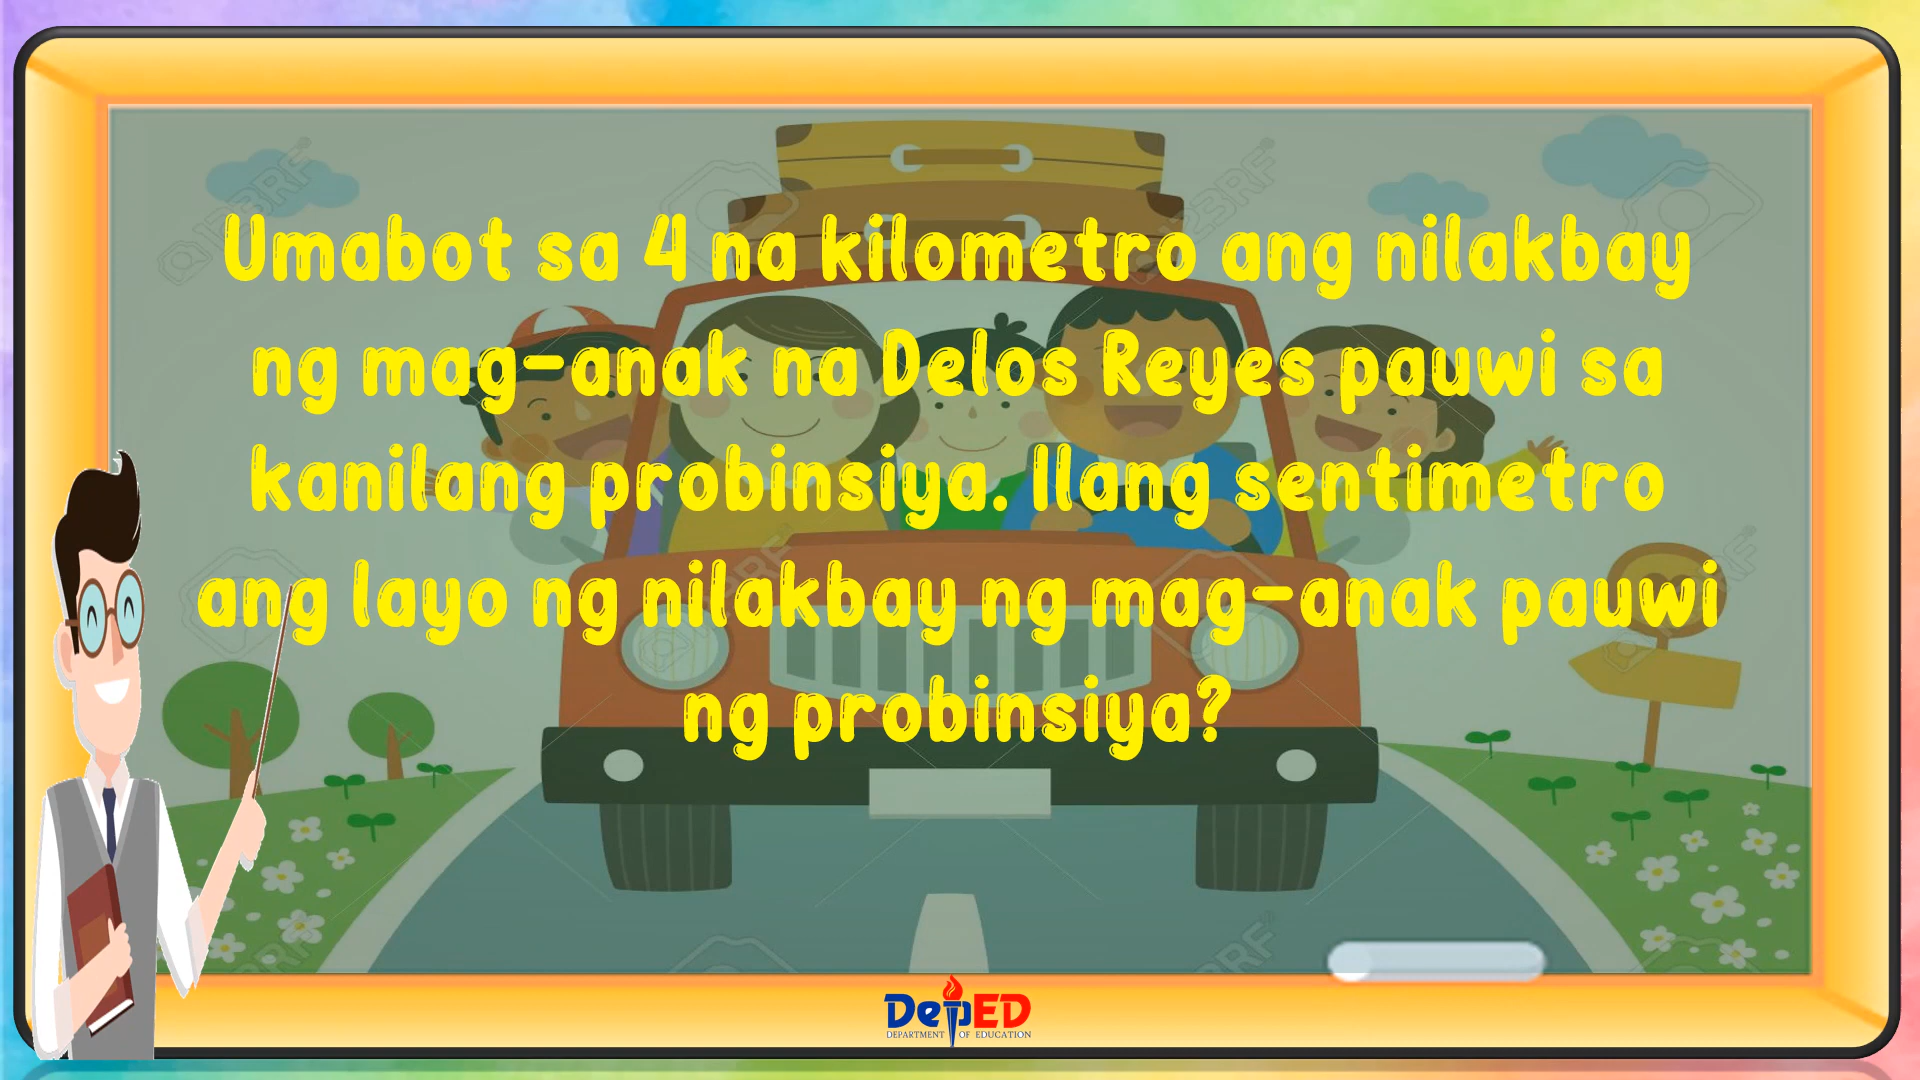 Umabot sa 4 na kilometro ang nilakbay
ng mag-anak na Delos Reyes pauwi sa
kanilang probinsiya. Ilang sentimetro
ang layo ng nilakbay ng mag-anak pauwi
ng probinsiya?
DepED
DEPARTMENT OF EDUCATION